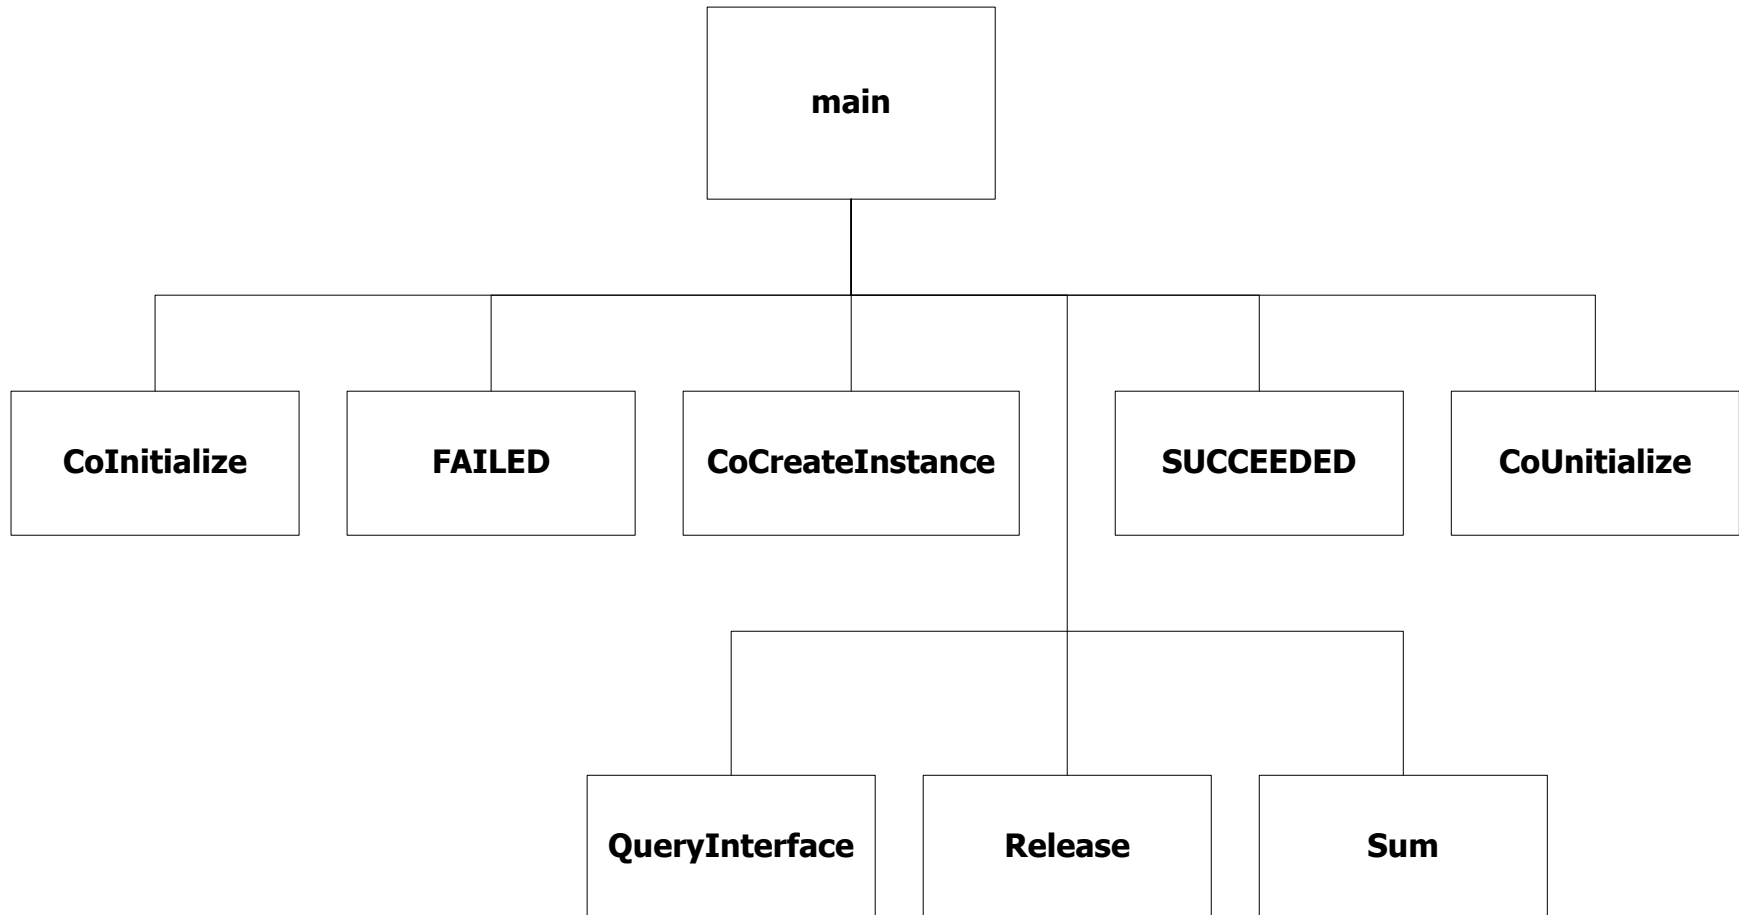 main
CoInitialize
FAILED
CoCreateInstance
SUCCEEDED
CoUnitialize
QueryInterface
Release
Sum